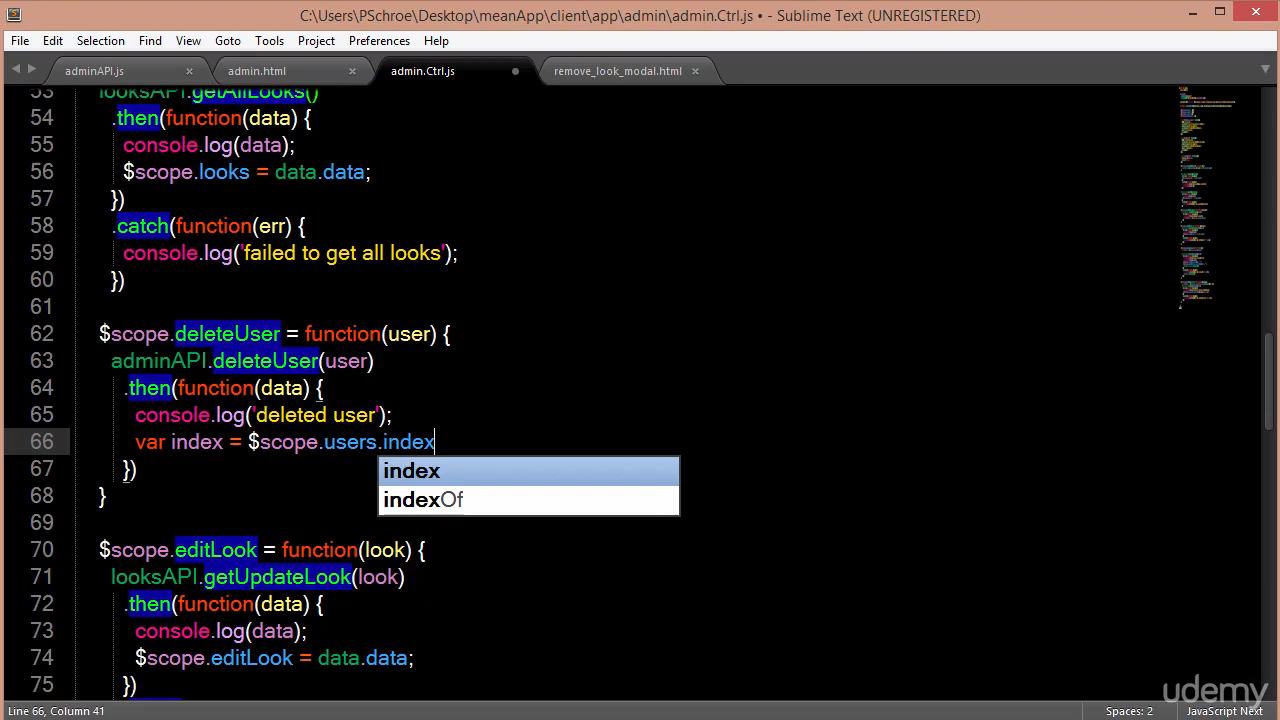 C:\Users\PSchroe\Desktop\meanApp\client\app\admin\admin.Ctrl.js • - Sublime Text (UNREGISTERED)
File Edit Selection Find View Goto Tools Project Preferences Help
adminAPI.js × admin.html × admin.Ctrl.js remove_look_modal.html ×
53 looksAPI.getAllLooks()
54 .then(function(data) {
55 console.log(data);
56 $scope.looks = data.data;
57 })
58 .catch(function(err) {
59 console.log('failed to get all looks');
60 })
61
62 $scope.deleteUser = function(user) {
63 adminAPI.deleteUser(user)
64 .then(function(data) {
65 console.log('deleted user');
66 var index = $scope.users.index
index
67 })
indexOf
68 }
69
70 $scope.editLook = function(look) {
71 looksAPI.getUpdateLook(look)
72 .then(function(data) {
73 console.log(data);
74 $scope.editLook = data.data;
75 })
udemy
Line 66, Column 41 Spaces: 2 JavaScript Next